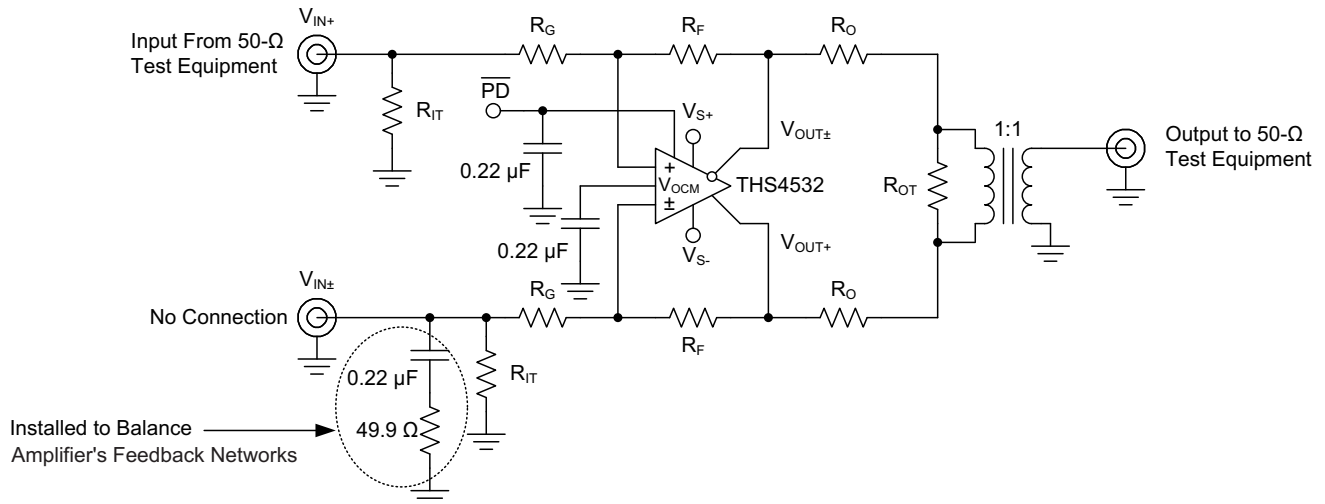 V_IN+
Input From 50-Ω
Test Equipment
R_G
R_F
R_O
R_IT
PD
V_S+
V_OUT±
1:1
Output to 50-Ω
Test Equipment
0.22 µF
+
V_OCM
±
THS4532
R_OT
0.22 µF
V_S-
V_OUT+
V_IN±
R_G
R_O
No Connection
R_F
0.22 µF
R_IT
Installed to Balance
49.9 Ω
Amplifier's Feedback Networks